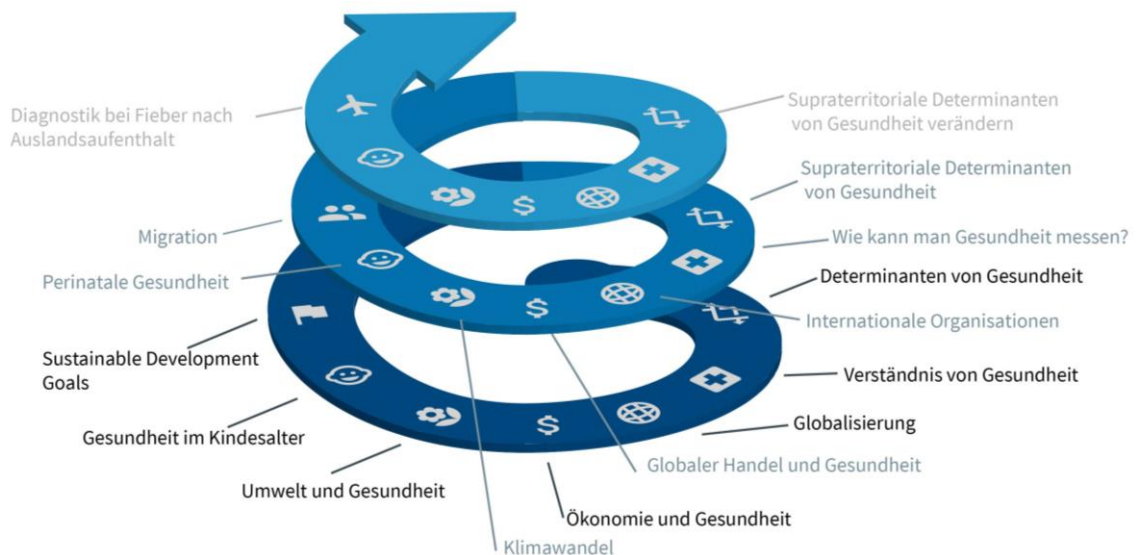 Diagnostik bei Fieber nach
Auslandsaufenthalt
Supraterritoriale Determinanten
von Gesundheit verändern
Supraterritoriale Determinanten
von Gesundheit
Migration
Wie kann man Gesundheit messen?
Perinatale Gesundheit
Determinanten von Gesundheit
Internationale Organisationen
Sustainable Development
Goals
Verständnis von Gesundheit
Gesundheit im Kindesalter
Globalisierung
Globaler Handel und Gesundheit
Umwelt und Gesundheit
Ökonomie und Gesundheit
Klimawandel